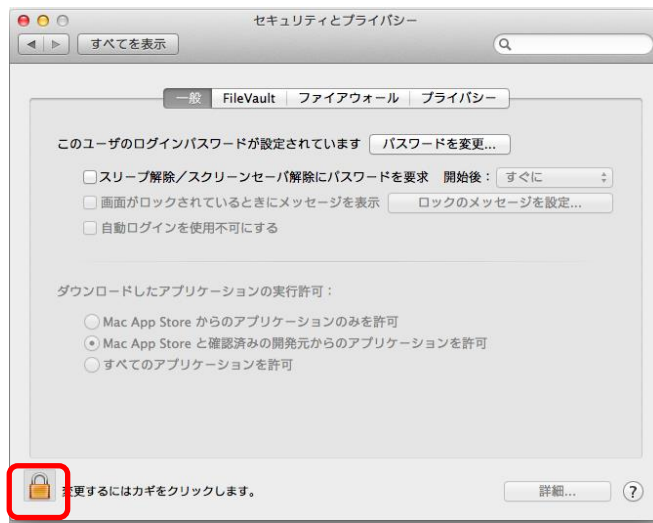 セキュリティとプライバシー
すべてを表示
一般 FileVault ファイアウォール プライバシー
このユーザのログインパスワードが設定されています パスワードを変更...
スリープ解除／スクリーンセーバ解除にパスワードを要求 開始後： すぐに
画面がロックされているときにメッセージを表示 ロックのメッセージを設定...
自動ログインを使用不可にする
ダウンロードしたアプリケーションの実行許可：
Mac App Store からのアプリケーションのみを許可
Mac App Store と確認済みの開発元からのアプリケーションを許可
すべてのアプリケーションを許可
変更するにはカギをクリックします。 詳細... ?